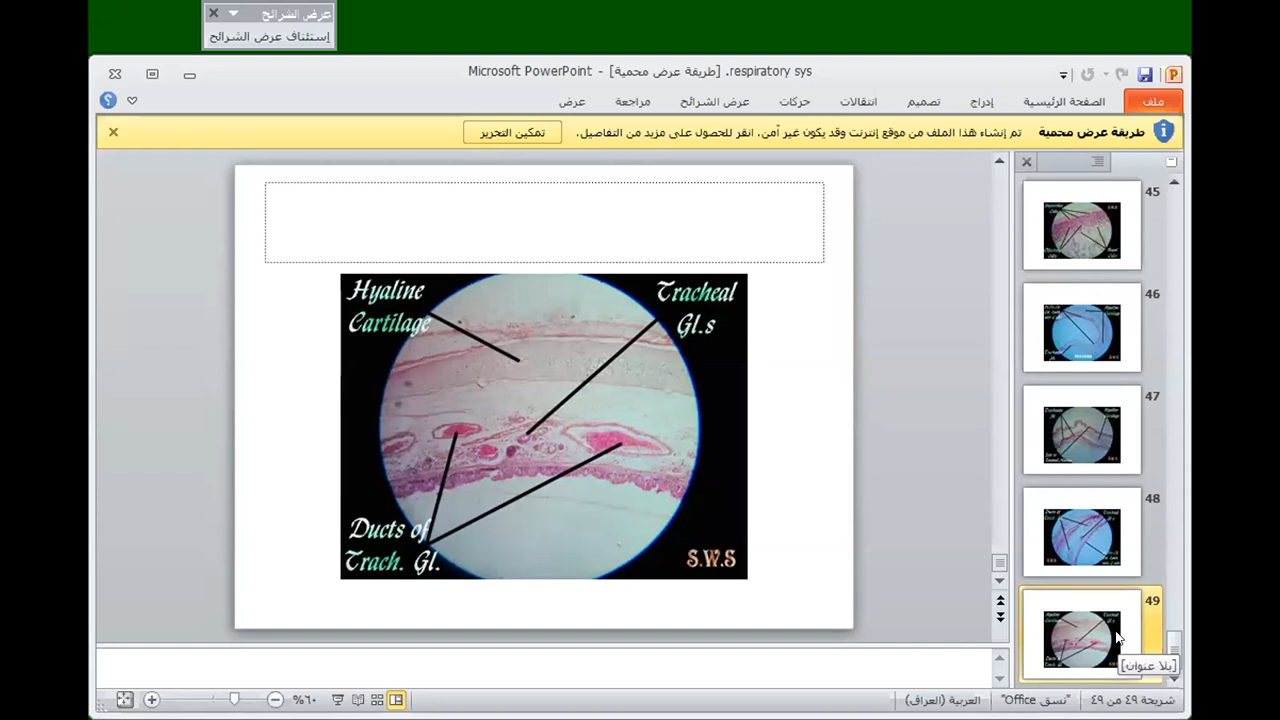 عرض الشرائح
إستئناف عرض الشرائح
respiratory sys. [طريقة عرض محمية] - Microsoft PowerPoint
ملف
الصفحة الرئيسية
إدراج
تصميم
انتقالات
حركات
عرض الشرائح
مراجعة
عرض
طريقة عرض محمية
تم إنشاء هذا الملف من موقع إنترنت وقد يكون غير آمن. انقر للحصول على مزيد من التفاصيل.
تمكين التحرير
Hyaline
Cartilage
Tracheal
Gl.s
Ducts of
Trach. Gl.
S.W.S
45
46
47
48
49
[بلا عنوان]
شريحة ٤٩ من ٤٩
"نسق Office"
العربية (العراق)
٦٠%